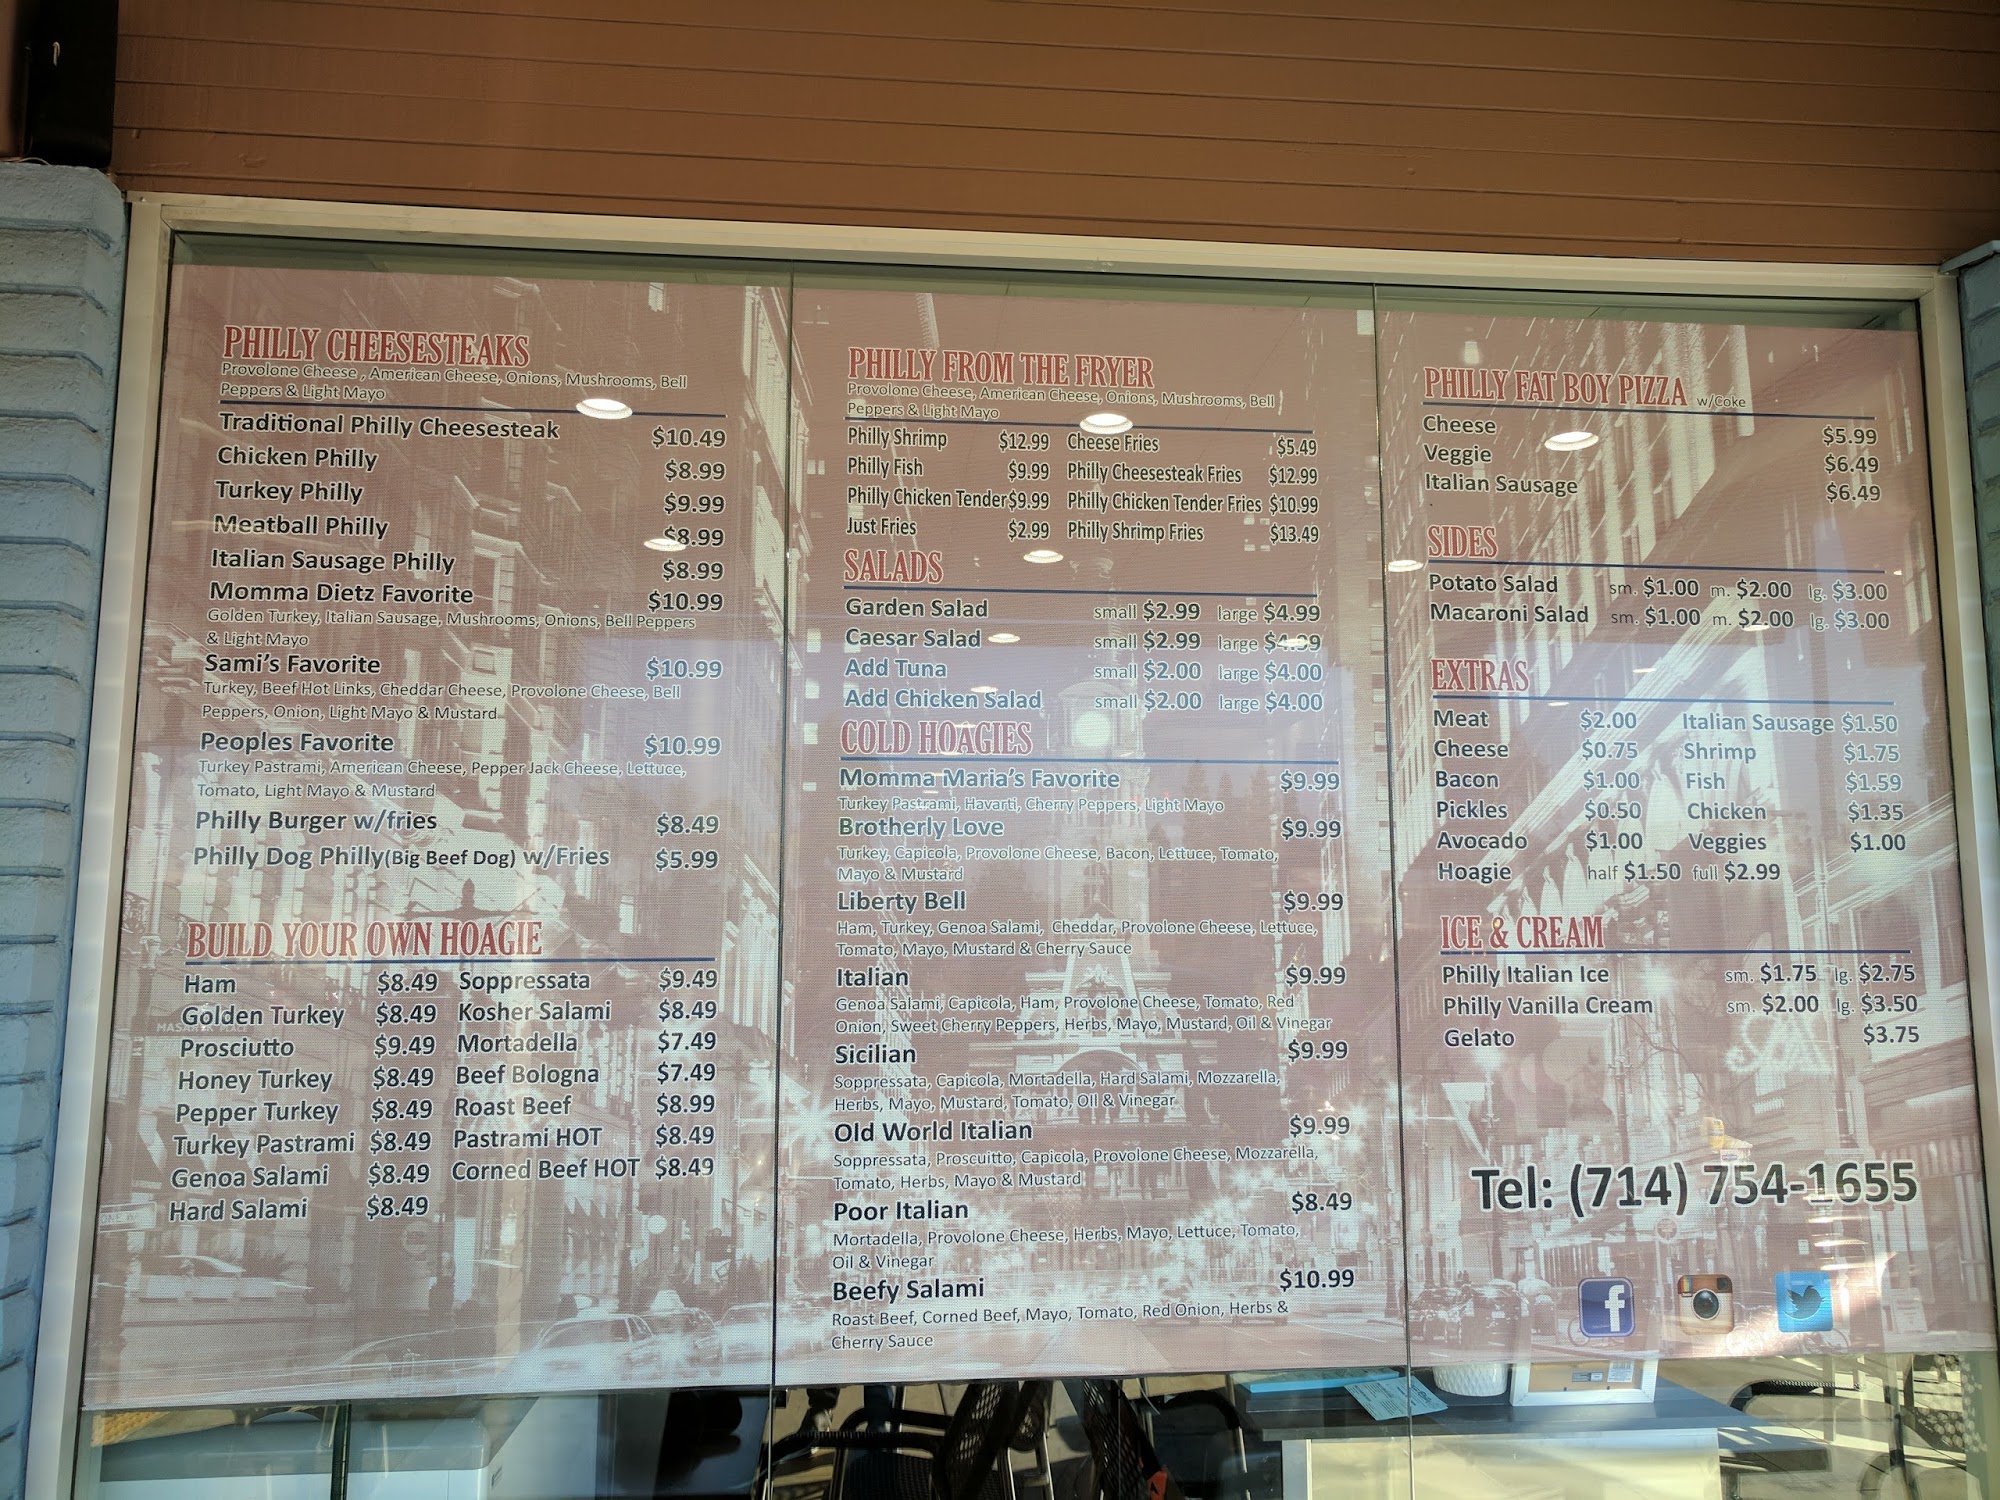 PHILLY CHEESESTEAKS
Provolone Cheese , American Cheese, Onions, Mushrooms, Bell
Peppers & Light Mayo
Traditional Philly Cheesesteak $10.49
Chicken Philly $8.99
Turkey Philly $9.99
Meatball Philly $8.99
Italian Sausage Philly $8.99
Momma Dietz Favorite $10.99
Golden Turkey, Italian Sausage, Mushrooms, Onions, Bell Peppers
& Light Mayo
Sami's Favorite $10.99
Turkey, Beef Hot Links, Cheddar Cheese, Provolone Cheese, Bell
Peppers, Onion, Light Mayo & Mustard
Peoples Favorite $10.99
Turkey Pastrami, American Cheese, Pepper Jack Cheese, Lettuce,
Tomato, Light Mayo & Mustard
Philly Burger w/fries $8.49
Philly Dog Philly(Big Beef Dog) w/Fries $5.99
BUILD YOUR OWN HOAGIE
Ham $8.49 Soppressata $9.49
Golden Turkey $8.49 Kosher Salami $8.49
Prosciutto $9.49 Mortadella $7.49
Honey Turkey $8.49 Beef Bologna $7.49
Pepper Turkey $8.49 Roast Beef $8.99
Turkey Pastrami $8.49 Pastrami HOT $8.49
Genoa Salami $8.49 Corned Beef HOT $8.49
Hard Salami $8.49
PHILLY FROM THE FRYER
Provolone Cheese, American Cheese, Onions, Mushrooms, Bell
Peppers & Light Mayo
Philly Shrimp $12.99 Cheese Fries $5.49
Philly Fish $9.99 Philly Cheesesteak Fries $12.99
Philly Chicken Tender $9.99 Philly Chicken Tender Fries $10.99
Just Fries $2.99 Philly Shrimp Fries $13.49
SALADS
Garden Salad small $2.99 large $4.99
Caesar Salad small $2.99 large $4.99
Add Tuna small $2.00 large $4.00
Add Chicken Salad small $2.00 large $4.00
COLD HOAGIES
Momma Maria's Favorite $9.99
Turkey Pastrami, Havarti, Cherry Peppers, Light Mayo
Brotherly Love $9.99
Turkey, Capicola, Provolone Cheese, Bacon, Lettuce, Tomato,
Mayo & Mustard
Liberty Bell $9.99
Ham, Turkey, Genoa Salami, Cheddar, Provolone Cheese, Lettuce,
Tomato, Mayo, Mustard & Cherry Sauce
Italian $9.99
Genoa Salami, Capicola, Ham, Provolone Cheese, Tomato, Red
Onion, Sweet Cherry Peppers, Herbs, Mayo, Mustard, Oil & Vinegar
Sicilian $9.99
Soppressata, Capicola, Mortadella, Hard Salami, Mozzarella,
Herbs, Mayo, Mustard, Tomato, OIl & Vinegar
Old World Italian $9.99
Soppressata, Proscuitto, Capicola, Provolone Cheese, Mozzarella,
Tomato, Herbs, Mayo & Mustard
Poor Italian $8.49
Mortadella, Provolone Cheese, Herbs, Mayo, Lettuce, Tomato,
Oil & Vinegar
Beefy Salami $10.99
Roast Beef, Corned Beef, Mayo, Tomato, Red Onion, Herbs &
Cherry Sauce
PHILLY FAT BOY PIZZA w/Coke
Cheese $5.99
Veggie $6.49
Italian Sausage $6.49
SIDES
Potato Salad sm. $1.00 m. $2.00 lg. $3.00
Macaroni Salad sm. $1.00 m. $2.00 lg. $3.00
EXTRAS
Meat $2.00 Italian Sausage $1.50
Cheese $0.75 Shrimp $1.75
Bacon $1.00 Fish $1.59
Pickles $0.50 Chicken $1.35
Avocado $1.00 Veggies $1.00
Hoagie half $1.50 full $2.99
ICE & CREAM
Philly Italian Ice sm. $1.75 lg. $2.75
Philly Vanilla Cream sm. $2.00 lg. $3.50
Gelato $3.75
Tel: (714) 754-1655